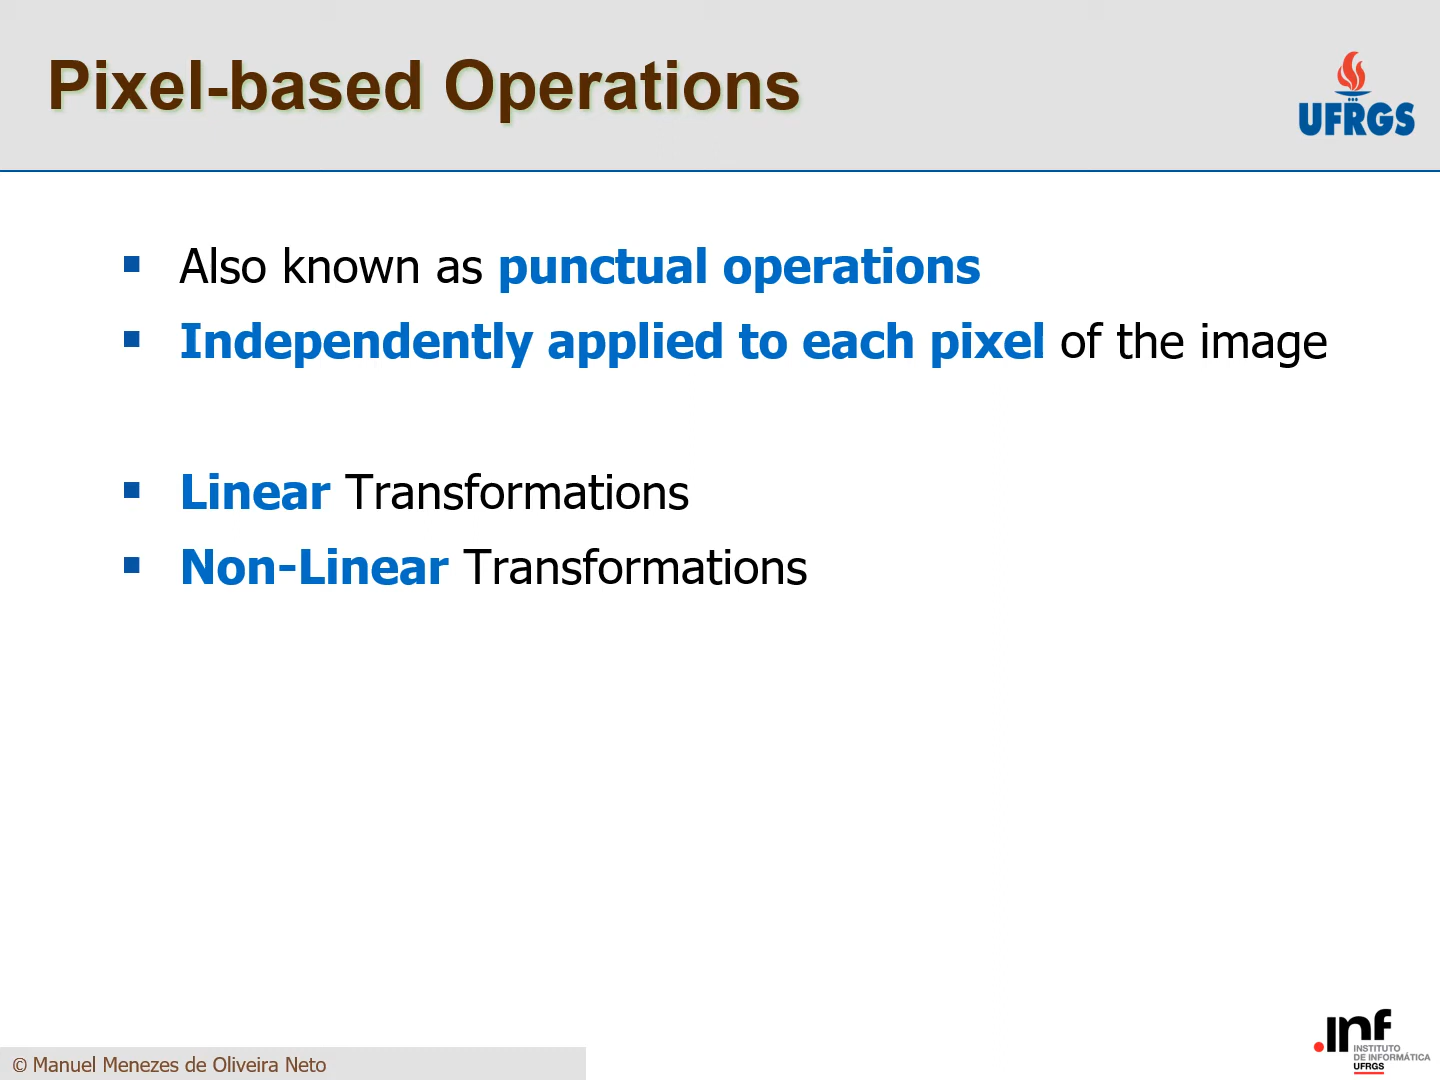 Pixel-based Operations
UFRGS
Also known as punctual operations
Independently applied to each pixel of the image
Linear Transformations
Non-Linear Transformations
.inf
INSTITUTO
DE INFORMÁTICA
UFRGS
© Manuel Menezes de Oliveira Neto